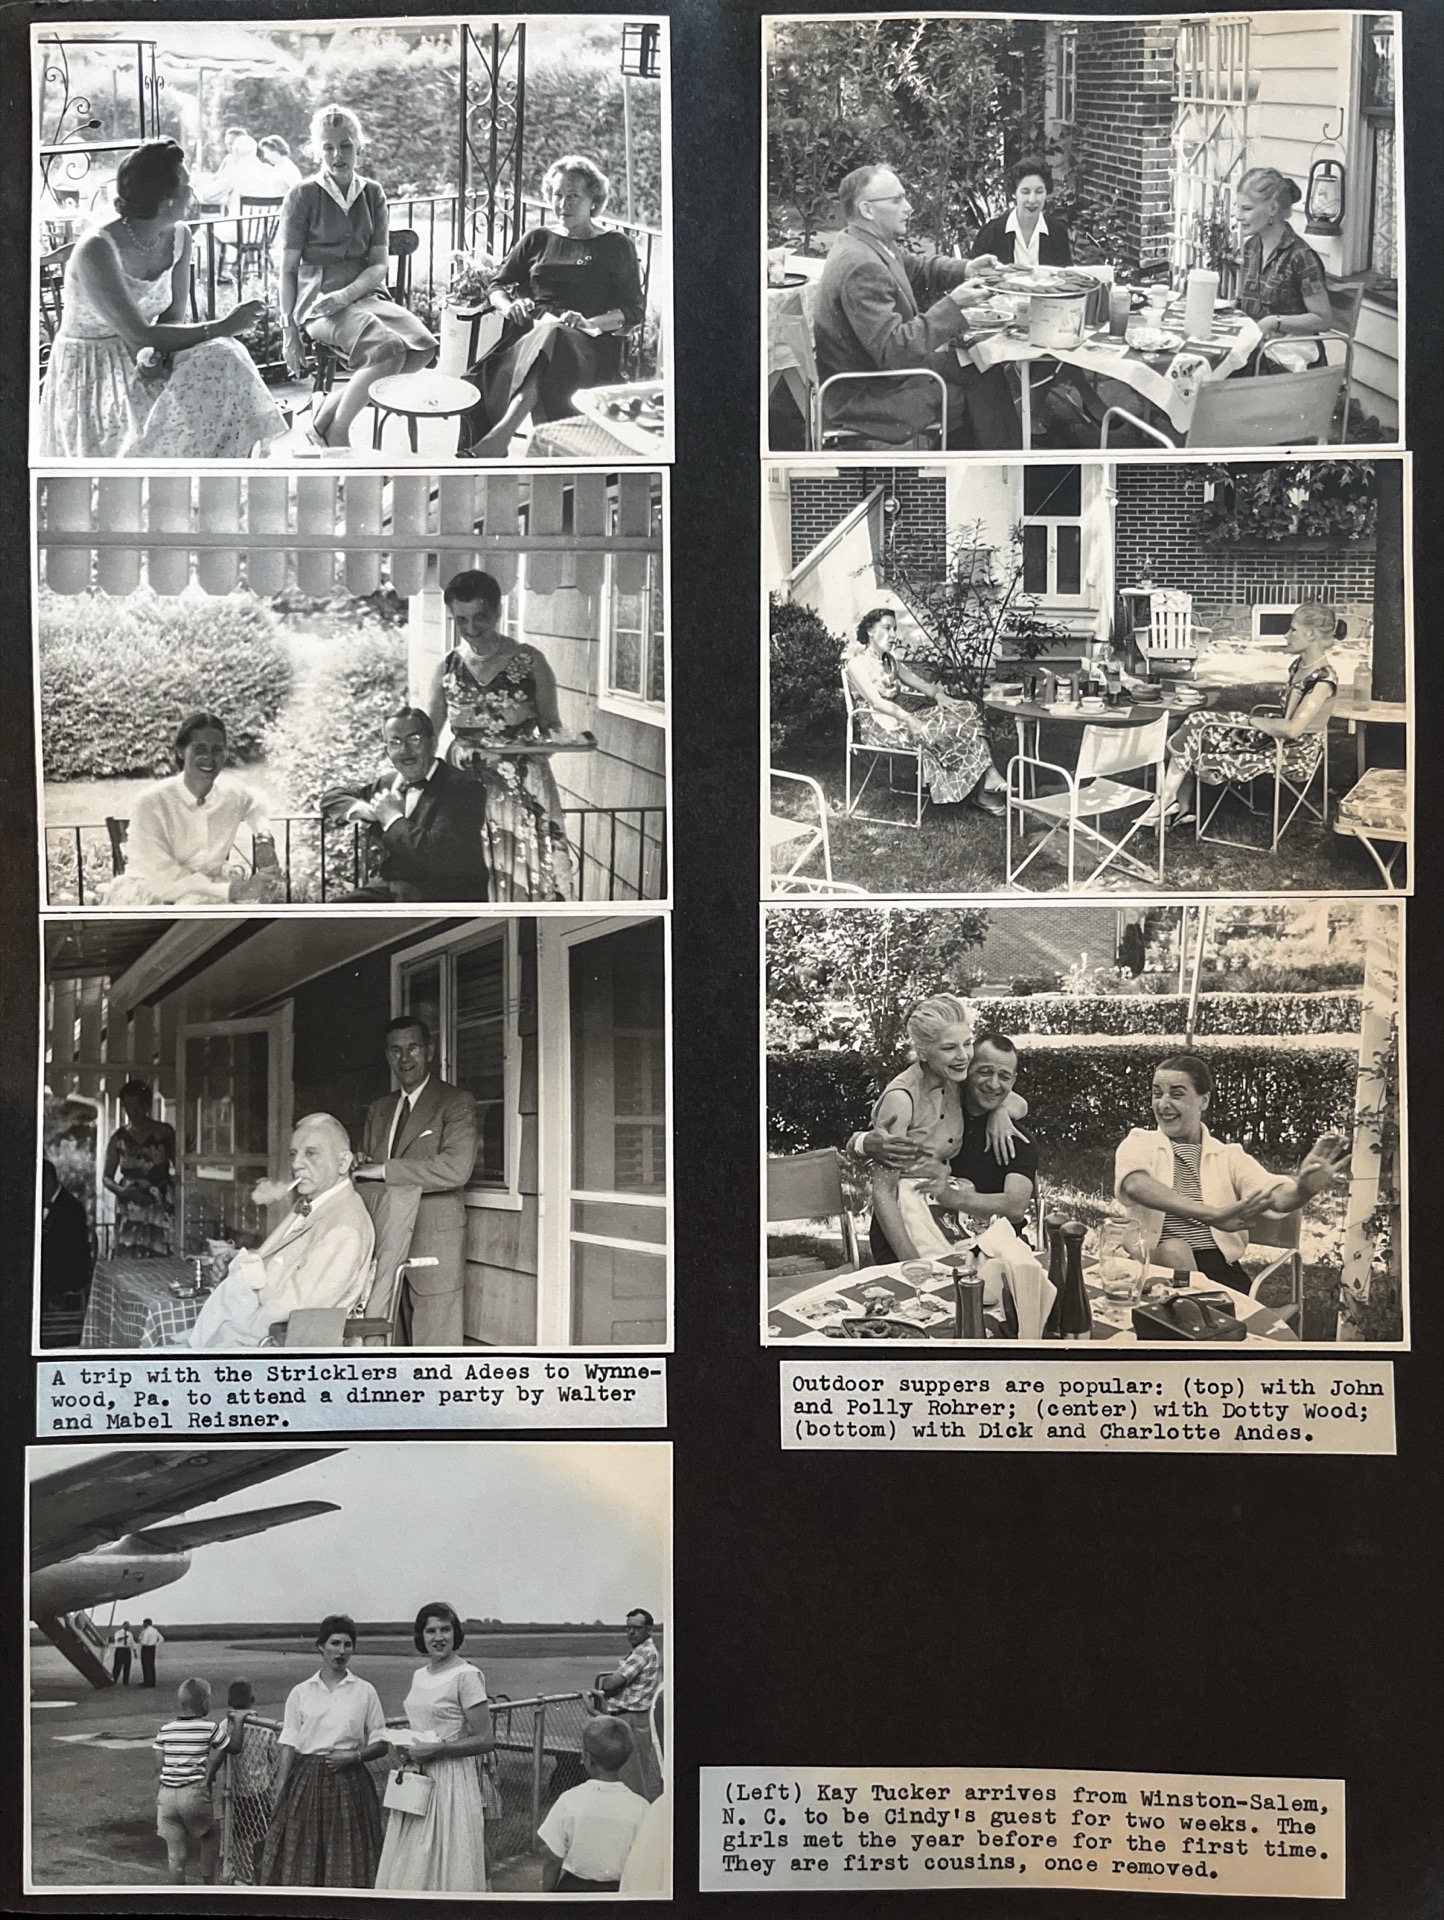 A trip with the Stricklers and Adees to Wynne-
wood, Pa. to attend a dinner party by Walter
and Mabel Reisner.
Outdoor suppers are popular: (top) with John
and Polly Rohrer; (center) with Dotty Wood;
(bottom) with Dick and Charlotte Andes.
(Left) Kay Tucker arrives from Winston-Salem,
N. C. to be Cindy's guest for two weeks. The
girls met the year before for the first time.
They are first cousins, once removed.